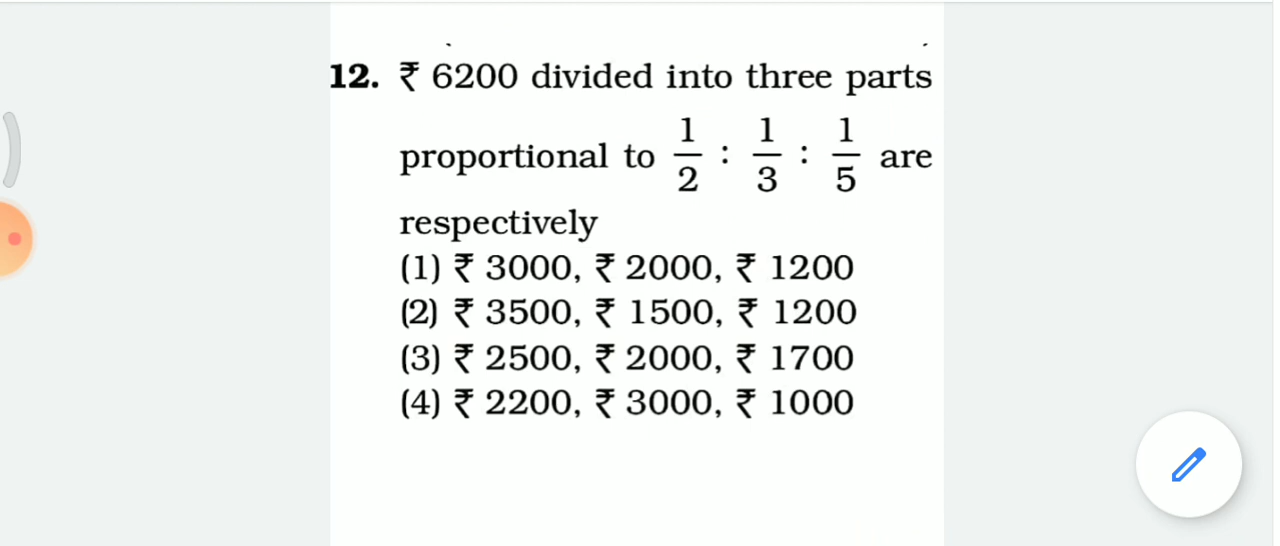 12. ₹ 6200 divided into three parts
proportional to 1/2 : 1/3 : 1/5 are
respectively
(1) ₹ 3000, ₹ 2000, ₹ 1200
(2) ₹ 3500, ₹ 1500, ₹ 1200
(3) ₹ 2500, ₹ 2000, ₹ 1700
(4) ₹ 2200, ₹ 3000, ₹ 1000